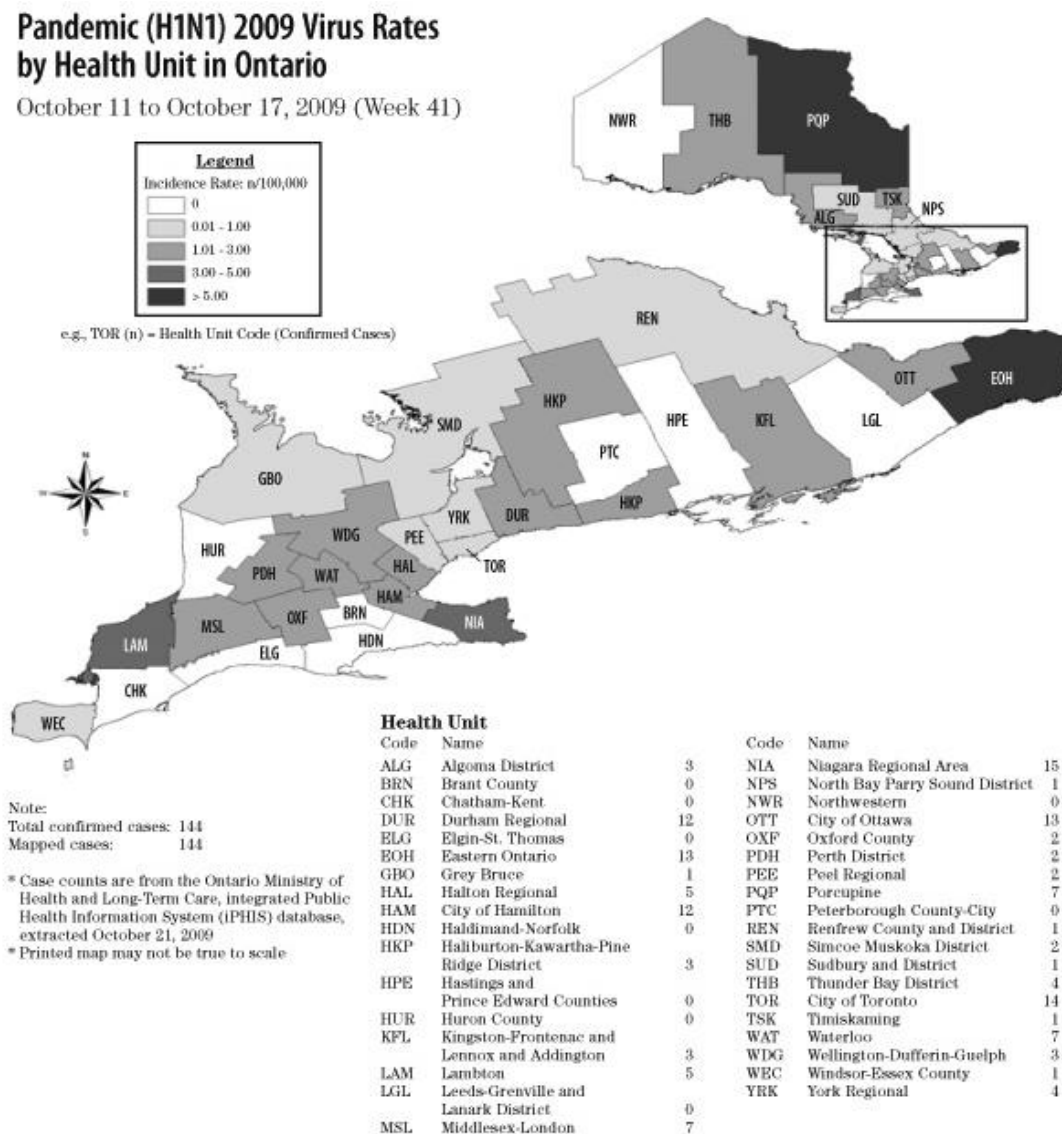 Pandemic (H1N1) 2009 Virus Rates
by Health Unit in Ontario
October 11 to October 17, 2009 (Week 41)
Legend
Incidence Rate: n/100,000
0
0.01 - 1.00
1.01 - 3.00
3.00 - 5.00
> 5.00
e.g., TOR (n) = Health Unit Code (Confirmed Cases)
NWR
THB
PQP
SUD
TSK
ALG
NPS
REN
OTT
EOH
HKP
SMD
HPE
KFL
LGL
PTC
GBO
N
W
E
S
HKP
DUR
YRK
WDG
PEE
HUR
TOR
HAL
PDH
WAT
HAM
BRN
OXF
MSL
NIA
LAM
HDN
ELG
CHK
WEC
Note:
Total confirmed cases: 144
Mapped cases: 144
* Case counts are from the Ontario Ministry of
Health and Long-Term Care, integrated Public
Health Information System (iPHIS) database,
extracted October 21, 2009
* Printed map may not be true to scale
Health Unit
Code Name
ALG Algoma District 3
BRN Brant County 0
CHK Chatham-Kent 0
DUR Durham Regional 12
ELG Elgin-St. Thomas 0
EOH Eastern Ontario 13
GBO Grey Bruce 1
HAL Halton Regional 5
HAM City of Hamilton 12
HDN Haldimand-Norfolk 0
HKP Haliburton-Kawartha-Pine
Ridge District 3
HPE Hastings and
Prince Edward Counties 0
HUR Huron County 0
KFL Kingston-Frontenac and
Lennox and Addington 3
LAM Lambton 5
LGL Leeds-Grenville and
Lanark District 0
MSL Middlesex-London 7
Code Name
NIA Niagara Regional Area 15
NPS North Bay Parry Sound District 1
NWR Northwestern 0
OTT City of Ottawa 13
OXF Oxford County 2
PDH Perth District 2
PEE Peel Regional 2
PQP Porcupine 7
PTC Peterborough County-City 0
REN Renfrew County and District 1
SMD Simcoe Muskoka District 2
SUD Sudbury and District 1
THB Thunder Bay District 4
TOR City of Toronto 14
TSK Timiskaming 1
WAT Waterloo 7
WDG Wellington-Dufferin-Guelph 3
WEC Windsor-Essex County 1
YRK York Regional 4